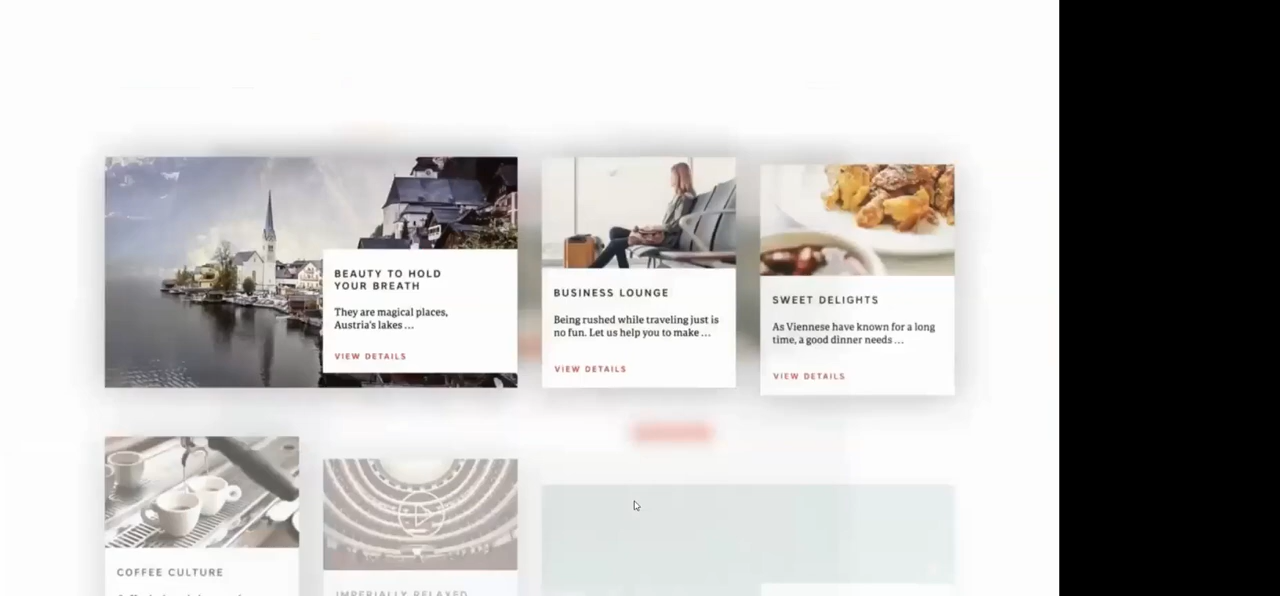 BEAUTY TO HOLD
YOUR BREATH
They are magical places,
Austria's lakes ...
VIEW DETAILS
BUSINESS LOUNGE
Being rushed while traveling just is
no fun. Let us help you to make ...
VIEW DETAILS
SWEET DELIGHTS
As Viennese have known for a long
time, a good dinner needs ...
VIEW DETAILS
COFFEE CULTURE
IMPERIALLY RELAXED